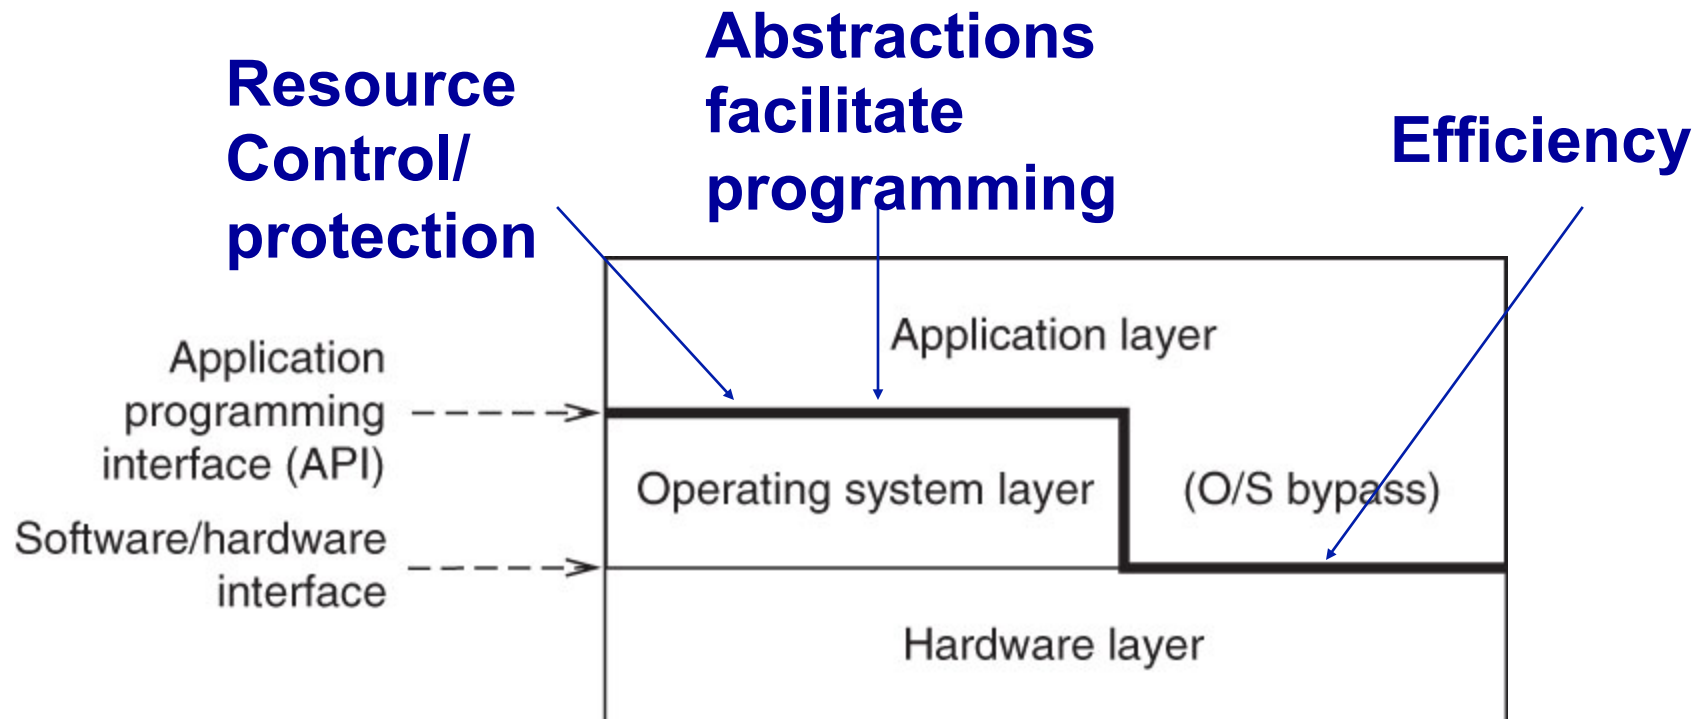 Resource
Control/
protection
Abstractions
facilitate
programming
Efficiency
Application layer
Application
programming
interface (API)
Operating system layer
(O/S bypass)
Software/hardware
interface
Hardware layer